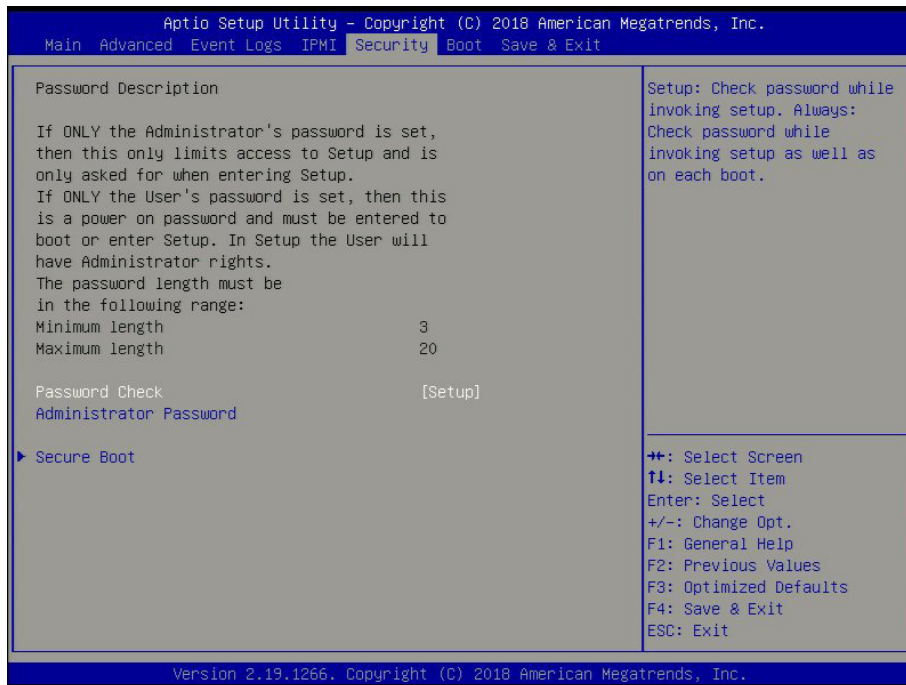 Aptio Setup Utility – Copyright (C) 2018 American Megatrends, Inc.
Main Advanced Event Logs IPMI Security Boot Save & Exit
Password Description
If ONLY the Administrator's password is set,
then this only limits access to Setup and is
only asked for when entering Setup.
If ONLY the User's password is set, then this
is a power on password and must be entered to
boot or enter Setup. In Setup the User will
have Administrator rights.
The password length must be
in the following range:
Minimum length 3
Maximum length 20
Password Check [Setup]
Administrator Password
Secure Boot
Setup: Check password while
invoking setup. Always:
Check password while
invoking setup as well as
on each boot.
→←: Select Screen
↑↓: Select Item
Enter: Select
+/-: Change Opt.
F1: General Help
F2: Previous Values
F3: Optimized Defaults
F4: Save & Exit
ESC: Exit
Version 2.19.1266. Copyright (C) 2018 American Megatrends, Inc.